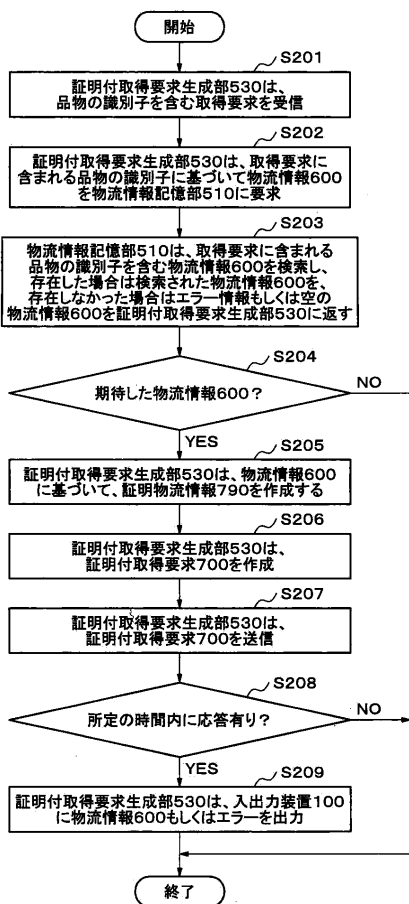 開始
S201
証明付取得要求生成部530は、
品物の識別子を含む取得要求を受信
S202
証明付取得要求生成部530は、取得要求に
含まれる品物の識別子に基づいて物流情報600
を物流情報記憶部510に要求
S203
物流情報記憶部510は、取得要求に含まれる
品物の識別子を含む物流情報600を検索し、
存在した場合は検索された物流情報600を、
存在しなかった場合はエラー情報もしくは空の
物流情報600を証明付取得要求生成部530に返す
S204
期待した物流情報600?
NO
YES
S205
証明付取得要求生成部530は、物流情報600
に基づいて、証明物流情報790を作成する
S206
証明付取得要求生成部530は、
証明付取得要求700を作成
S207
証明付取得要求生成部530は、
証明付取得要求700を送信
S208
所定の時間内に応答有り?
NO
YES
S209
証明付取得要求生成部530は、入出力装置100
に物流情報600もしくはエラーを出力
終了